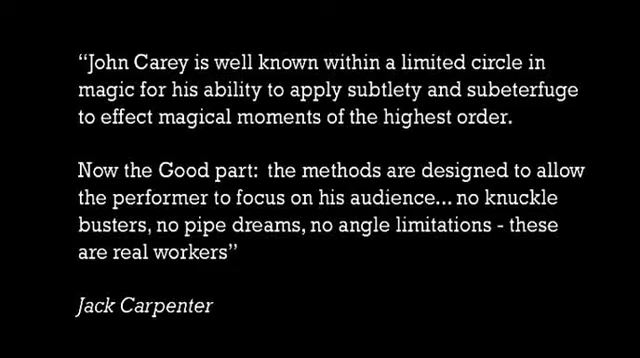 “John Carey is well known within a limited circle in
magic for his ability to apply subtlety and subeterfuge
to effect magical moments of the highest order.
Now the Good part:  the methods are designed to allow
the performer to focus on his audience... no knuckle
busters, no pipe dreams, no angle limitations - these
are real workers”
Jack Carpenter